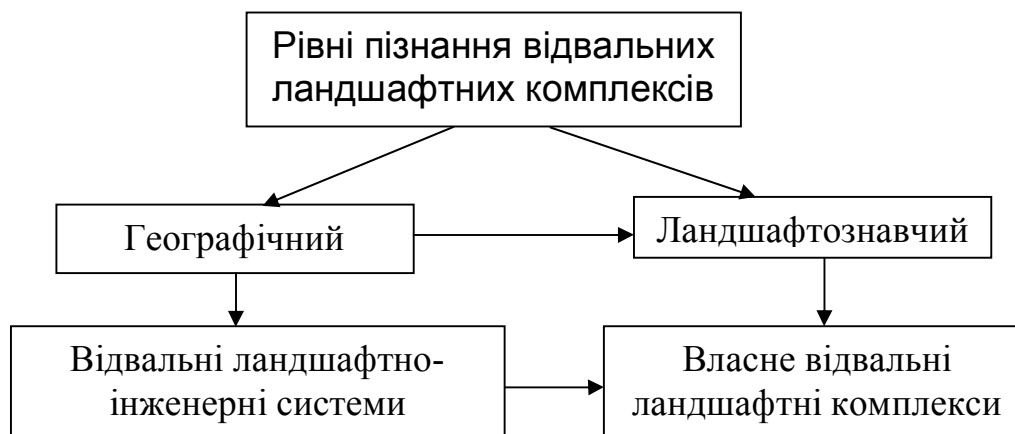 Рівні пізнання відвальних
ландшафтних комплексів
Географічний
Ландшафтознавчий
Відвальні ландшафтно-
інженерні системи
Власне відвальні
ландшафтні комплекси